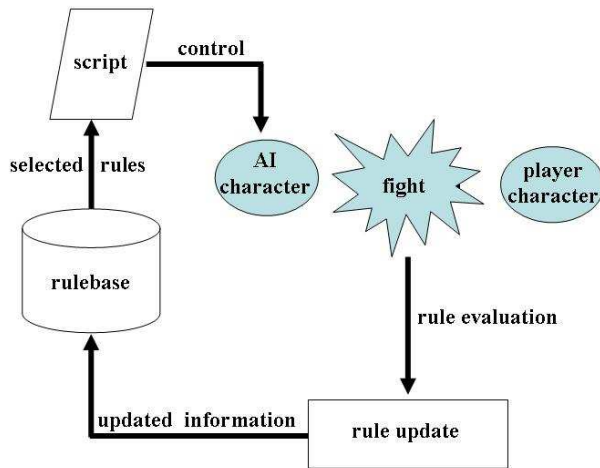 script
control
selected rules
AI
character
fight
player
character
rulebase
rule evaluation
updated information
rule update